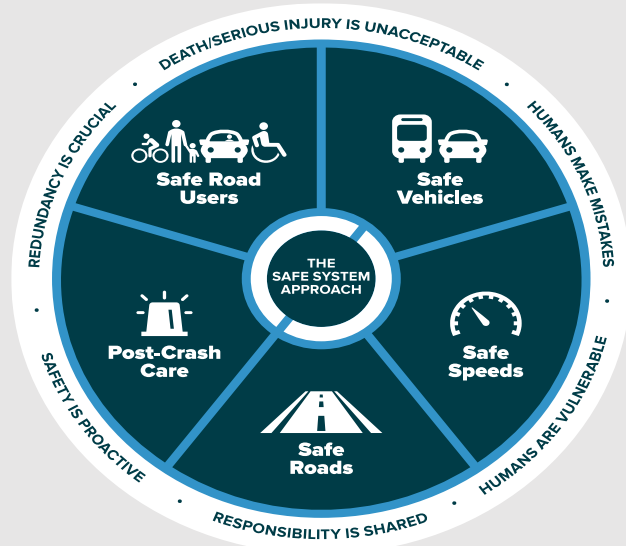 DEATH/SERIOUS INJURY IS UNACCEPTABLE
HUMANS MAKE MISTAKES
HUMANS ARE VULNERABLE
RESPONSIBILITY IS SHARED
SAFETY IS PROACTIVE
REDUNDANCY IS CRUCIAL
Safe Road
Users
Safe
Vehicles
THE
SAFE SYSTEM
APPROACH
Post-Crash
Care
Safe
Speeds
Safe
Roads